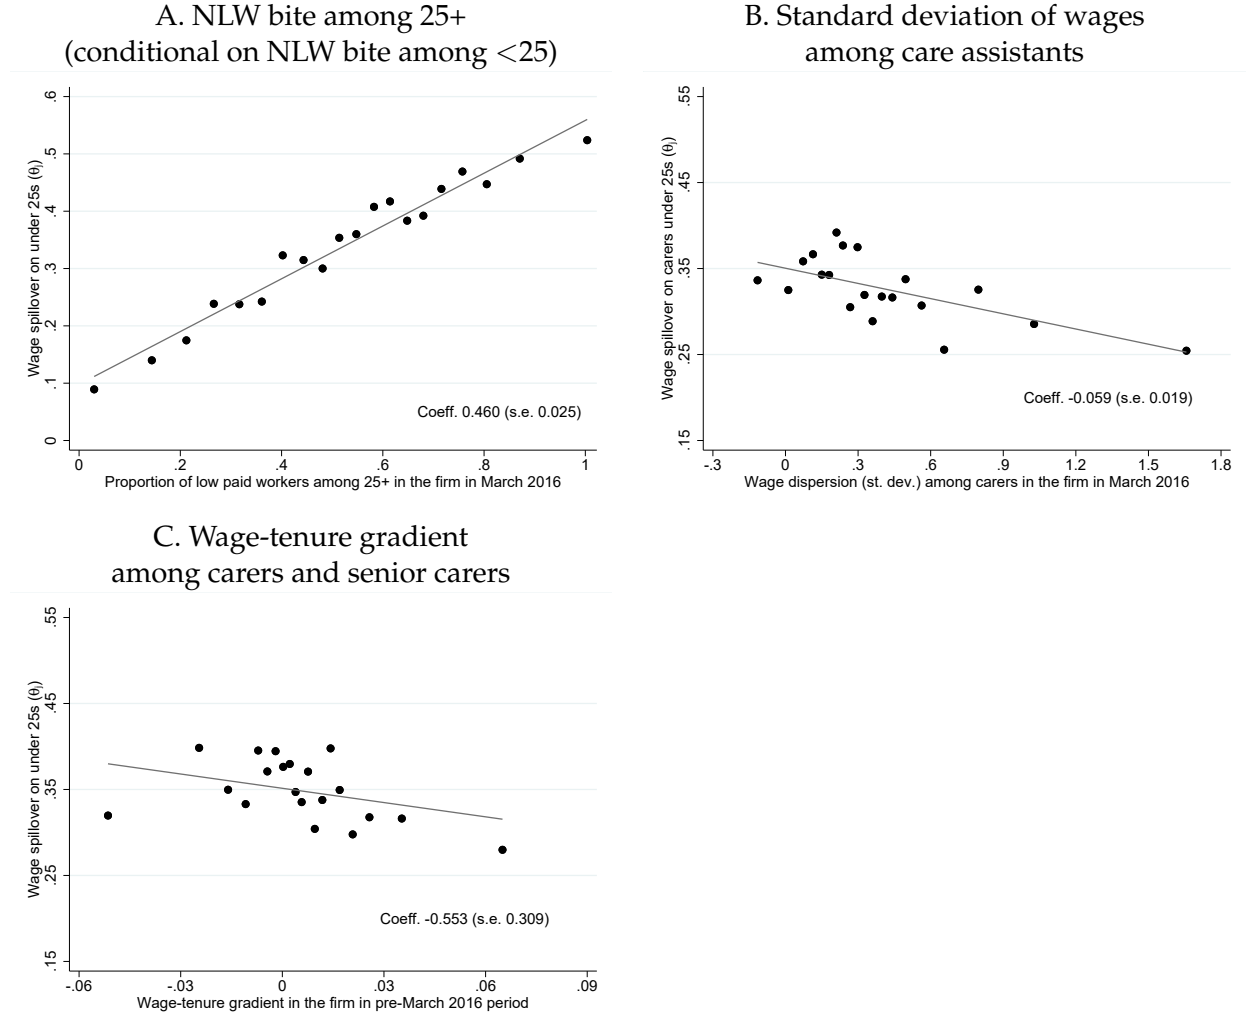 A. NLW bite among 25+
(conditional on NLW bite among <25)
Wage spillover on under 25s (θj)
.6
.5
.4
.3
.2
.1
0
Coeff. 0.460 (s.e. 0.025)
0 .2 .4 .6 .8 1
Proportion of low paid workers among 25+ in the firm in March 2016
B. Standard deviation of wages
among care assistants
Wage spillover on carers under 25s (θj)
.55
.45
.35
.25
.15
Coeff. -0.059 (s.e. 0.019)
-.3 0 .3 .6 .9 1.2 1.5 1.8
Wage dispersion (st. dev.) among carers in the firm in March 2016
C. Wage-tenure gradient
among carers and senior carers
Wage spillover on under 25s (θj)
.55
.45
.35
.25
.15
Coeff. -0.553 (s.e. 0.309)
-.06 -.03 0 .03 .06 .09
Wage-tenure gradient in the firm in pre-March 2016 period